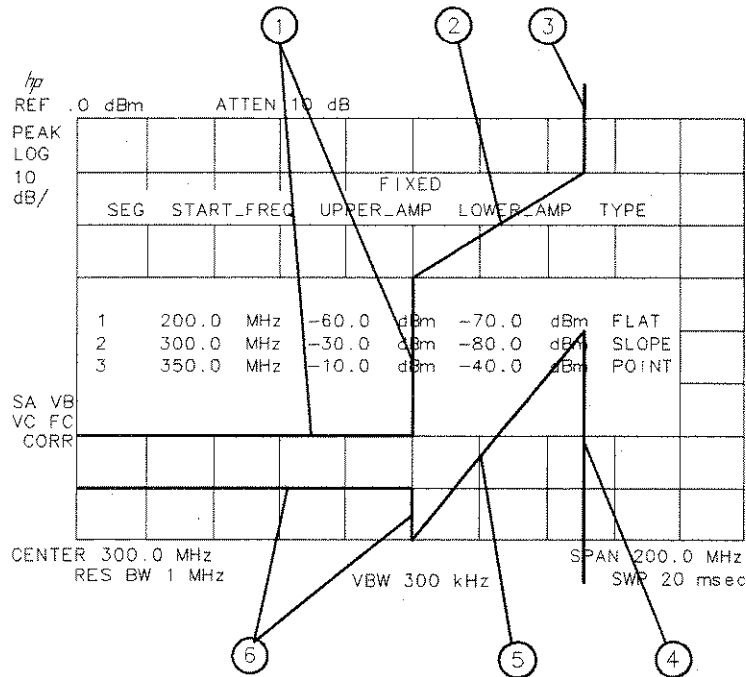 1 2 3
hp
REF .0 dBm ATTEN 10 dB
PEAK
LOG
10
dB/
FIXED
SEG START_FREQ UPPER_AMP LOWER_AMP TYPE
1 200.0 MHz -60.0 dBm -70.0 dBm FLAT
2 300.0 MHz -30.0 dBm -80.0 dBm SLOPE
3 350.0 MHz -10.0 dBm -40.0 dBm POINT
SA VB
VC FC
CORR
CENTER 300.0 MHz SPAN 200.0 MHz
RES BW 1 MHz VBW 300 kHz SWP 20 msec
6 5 4